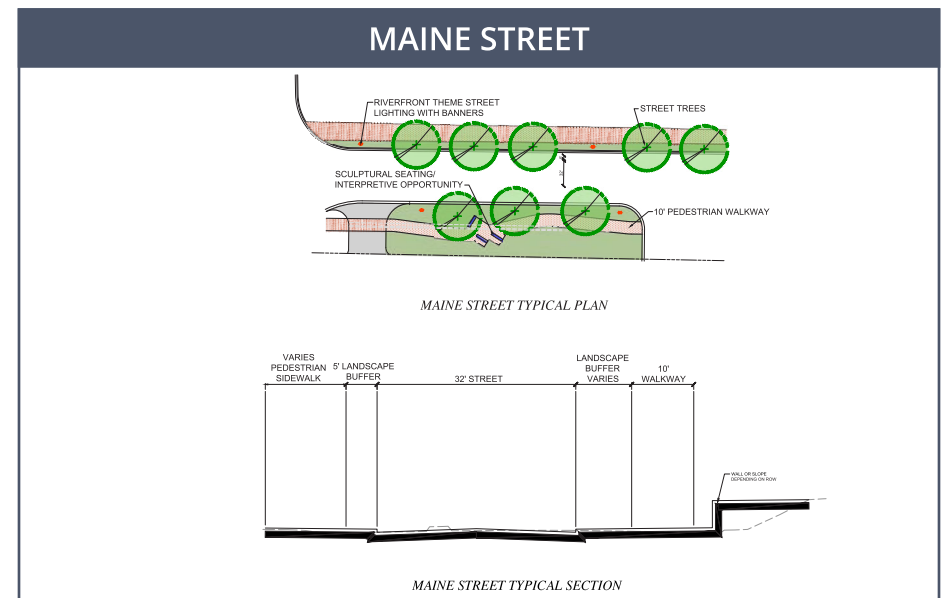 MAINE STREET
RIVERFRONT THEME STREET
LIGHTING WITH BANNERS
STREET TREES
SCULPTURAL SEATING/
INTERPRETIVE OPPORTUNITY
10' PEDESTRIAN WALKWAY
MAINE STREET TYPICAL PLAN
VARIES
PEDESTRIAN
SIDEWALK
5' LANDSCAPE
BUFFER
32' STREET
LANDSCAPE
BUFFER
VARIES
10'
WALKWAY
WALL OR SLOPE
DEPENDING ON ROW
MAINE STREET TYPICAL SECTION